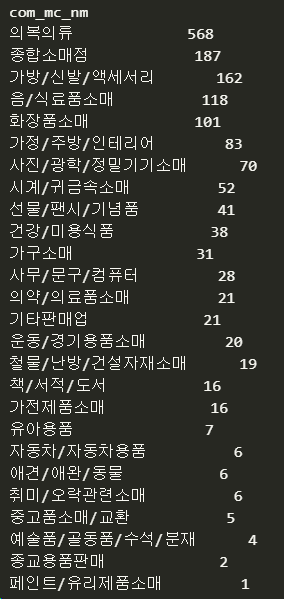 com_mc_nm
의복의류 568
종합소매점 187
가방/신발/액세서리 162
음/식료품소매 118
화장품소매 101
가정/주방/인테리어 83
사진/광학/정밀기기소매 70
시계/귀금속소매 52
선물/팬시/기념품 41
건강/미용식품 38
가구소매 31
사무/문구/컴퓨터 28
의약/의료품소매 21
기타판매업 21
운동/경기용품소매 20
철물/난방/건설자재소매 19
책/서적/도서 16
가전제품소매 16
유아용품 7
자동차/자동차용품 6
애견/애완/동물 6
취미/오락관련소매 6
중고품소매/교환 5
예술품/골동품/수석/분재 4
종교용품판매 2
페인트/유리제품소매 1